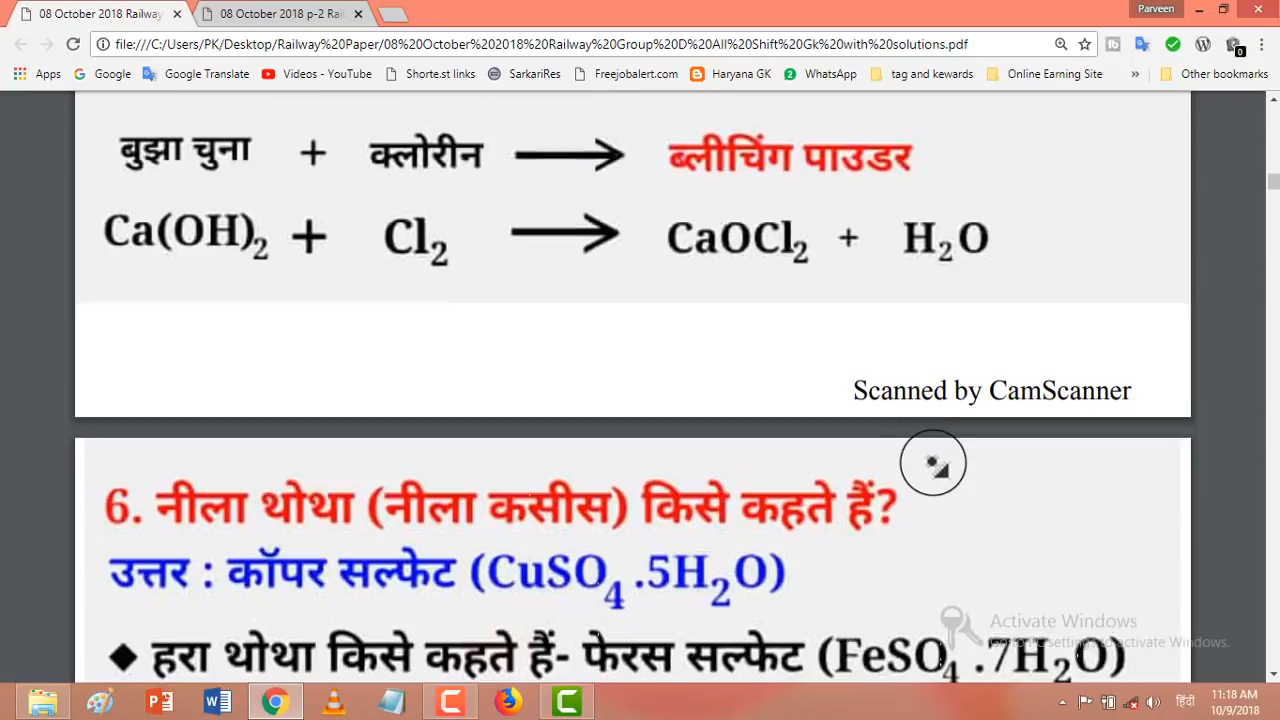 08 October 2018 Railway
08 October 2018 p-2 Rail
Parveen
file:///C:/Users/PK/Desktop/Railway%20Paper/08%20October%202018%20Railway%20Group%20D%20All%20Shift%20Gk%20with%20solutions.pdf
Apps Google Google Translate Videos - YouTube Shorte.st links SarkariRes Freejobalert.com Haryana GK WhatsApp tag and kewards Online Earning Site » Other bookmarks
बुझा चुना + क्लोरीन ⟶ ब्लीचिंग पाउडर
Ca(OH)₂ + Cl₂ ⟶ CaOCl₂ + H₂O
Scanned by CamScanner
6. नीला थोथा (नीला कसीस) किसे कहते हैं?
उत्तर : कॉपर सल्फेट (CuSO₄ .5H₂O)
◆ हरा थोथा किसे कहते हैं- फेरस सल्फेट (FeSO₄ .7H₂O)
Activate Windows
to activate Windows.
हिंदी
11:18 AM
10/9/2018